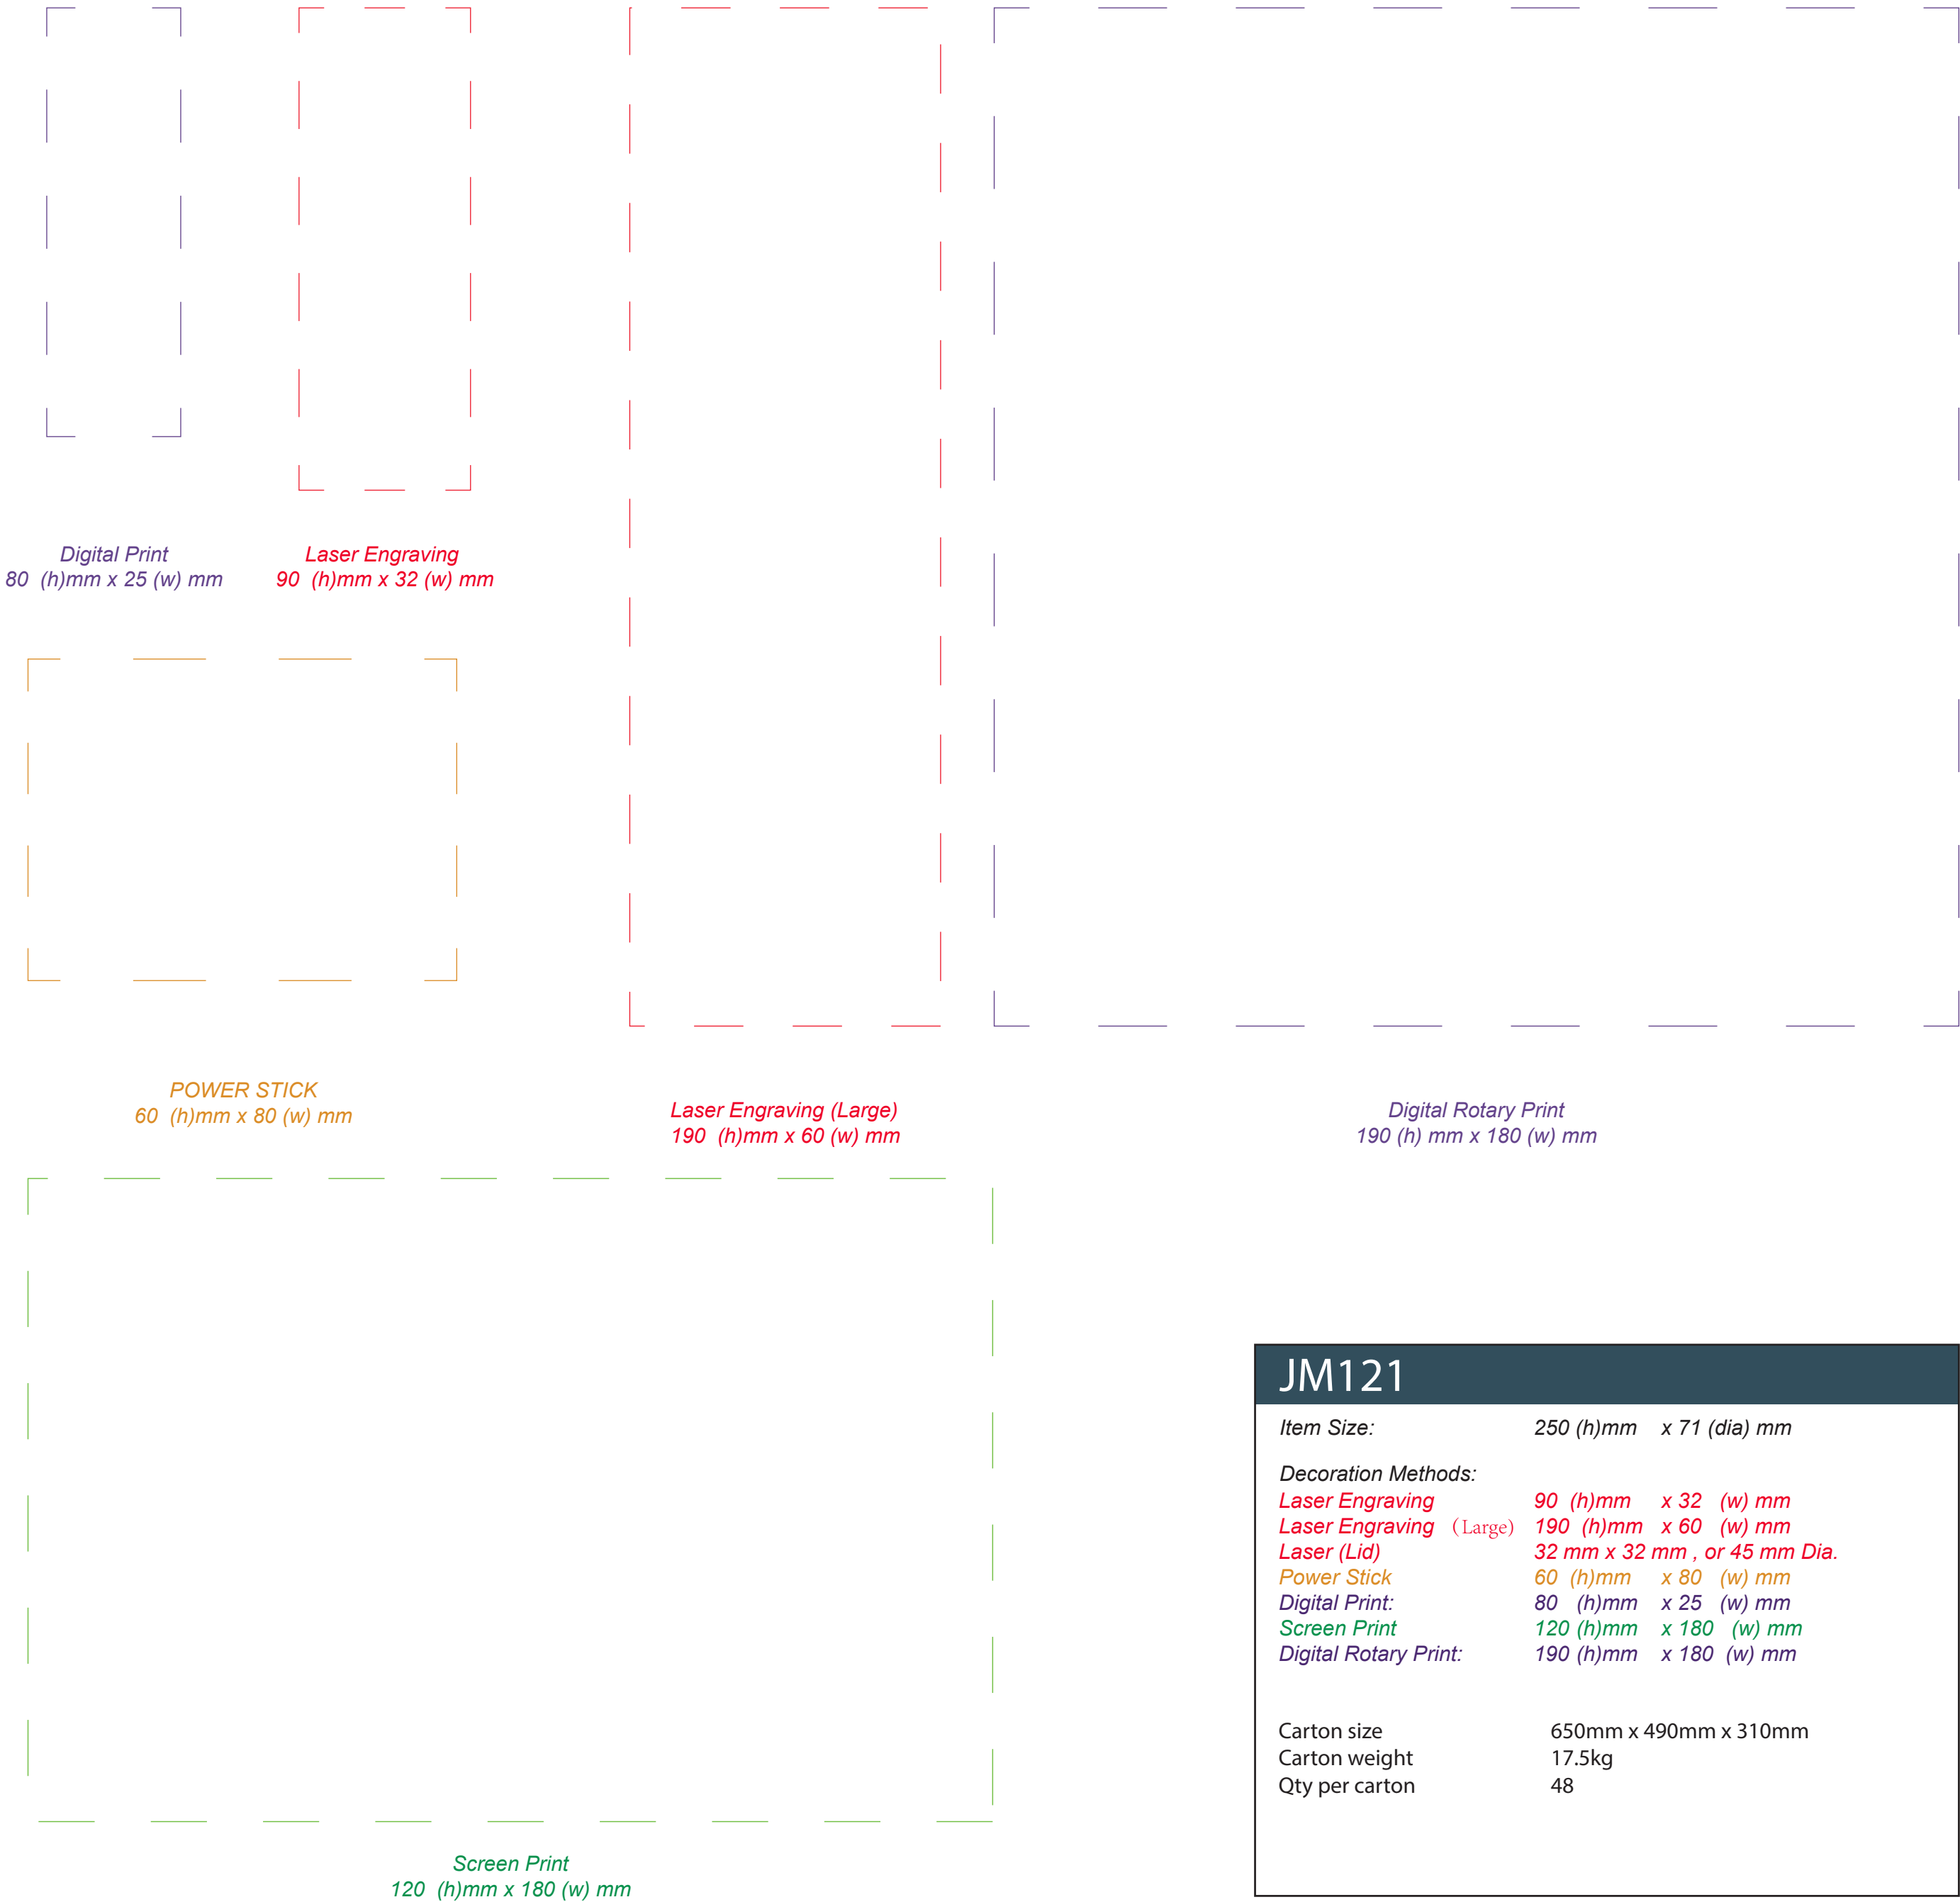 Digital Print
80 (h)mm x 25 (w) mm
Laser Engraving
90 (h)mm x 32 (w) mm
POWER STICK
60 (h)mm x 80 (w) mm
Laser Engraving (Large)
190 (h)mm x 60 (w) mm
Digital Rotary Print
190 (h) mm x 180 (w) mm
Screen Print
120 (h)mm x 180 (w) mm
JM121
Item Size: 250 (h)mm x 71 (dia) mm
Decoration Methods:
Laser Engraving 90 (h)mm x 32 (w) mm
Laser Engraving (Large) 190 (h)mm x 60 (w) mm
Laser (Lid) 32 mm x 32 mm , or 45 mm Dia.
Power Stick 60 (h)mm x 80 (w) mm
Digital Print: 80 (h)mm x 25 (w) mm
Screen Print 120 (h)mm x 180 (w) mm
Digital Rotary Print: 190 (h)mm x 180 (w) mm
Carton size 650mm x 490mm x 310mm
Carton weight 17.5kg
Qty per carton 48